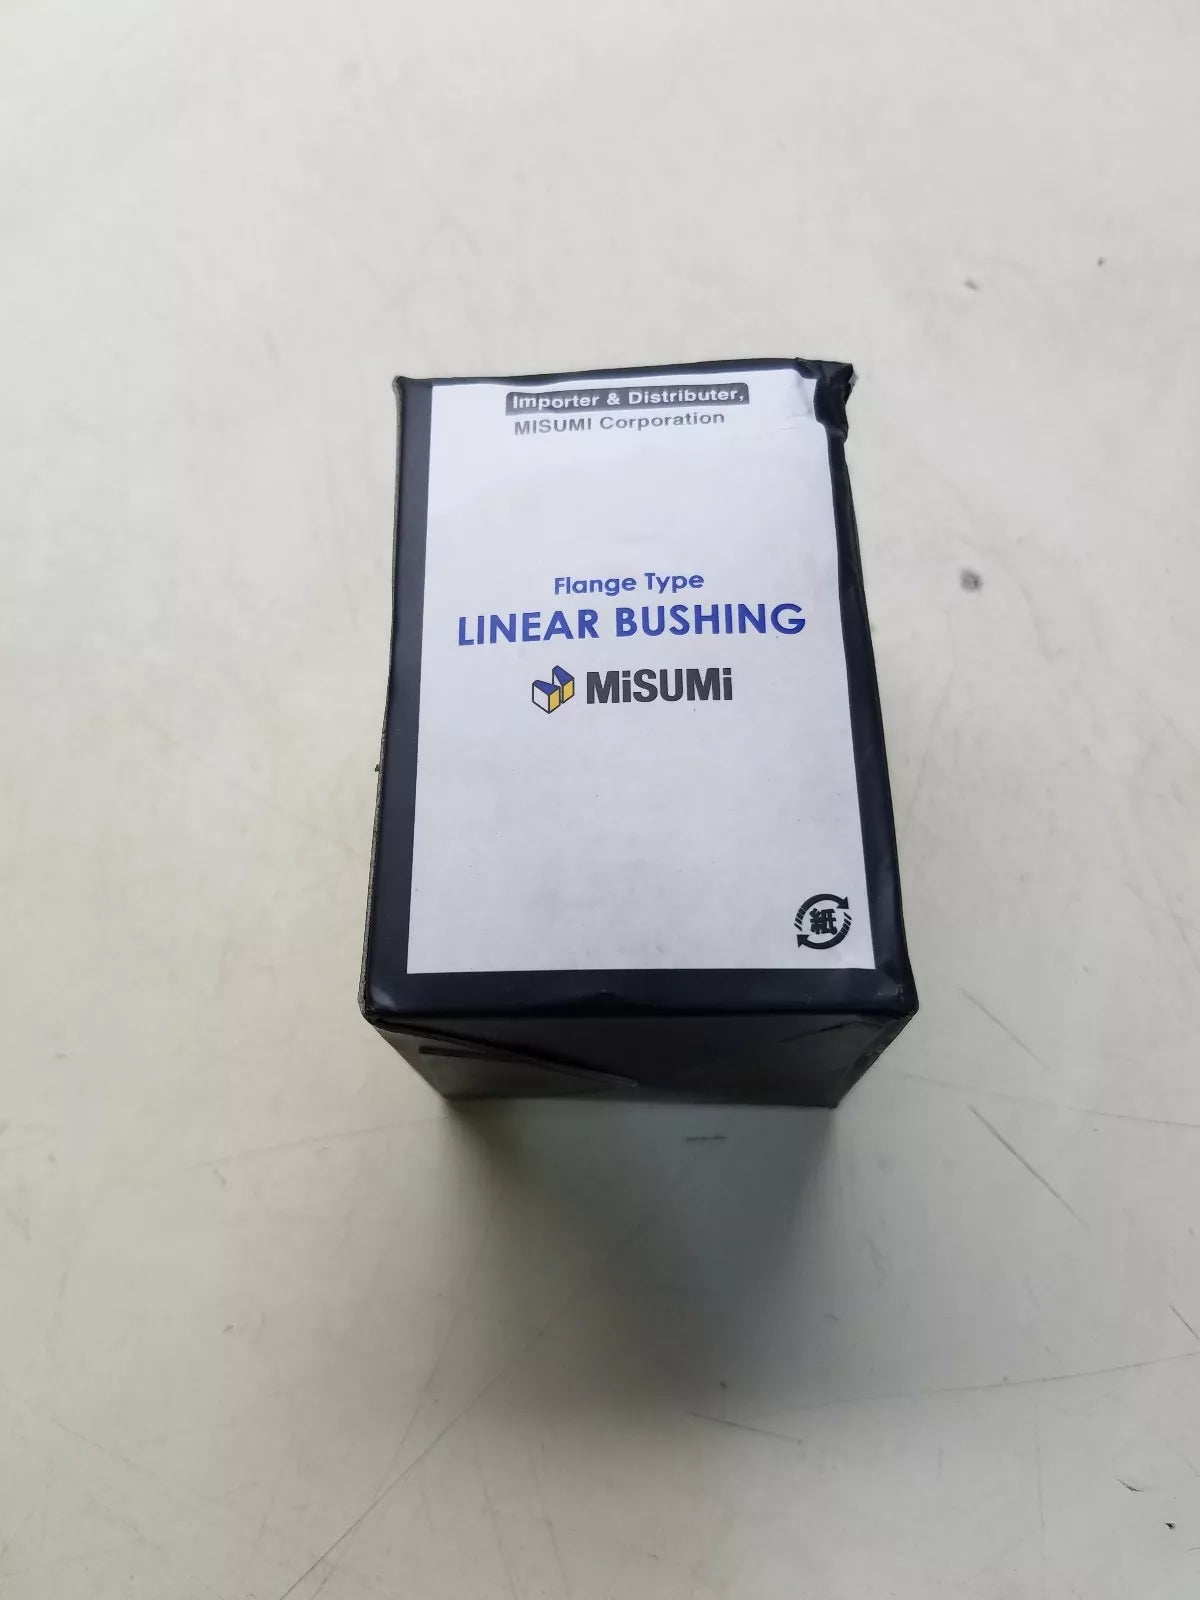 Importer & Distributer,
MISUMI Corporation
Flange Type
LINEAR BUSHING
MiSUMi
紙